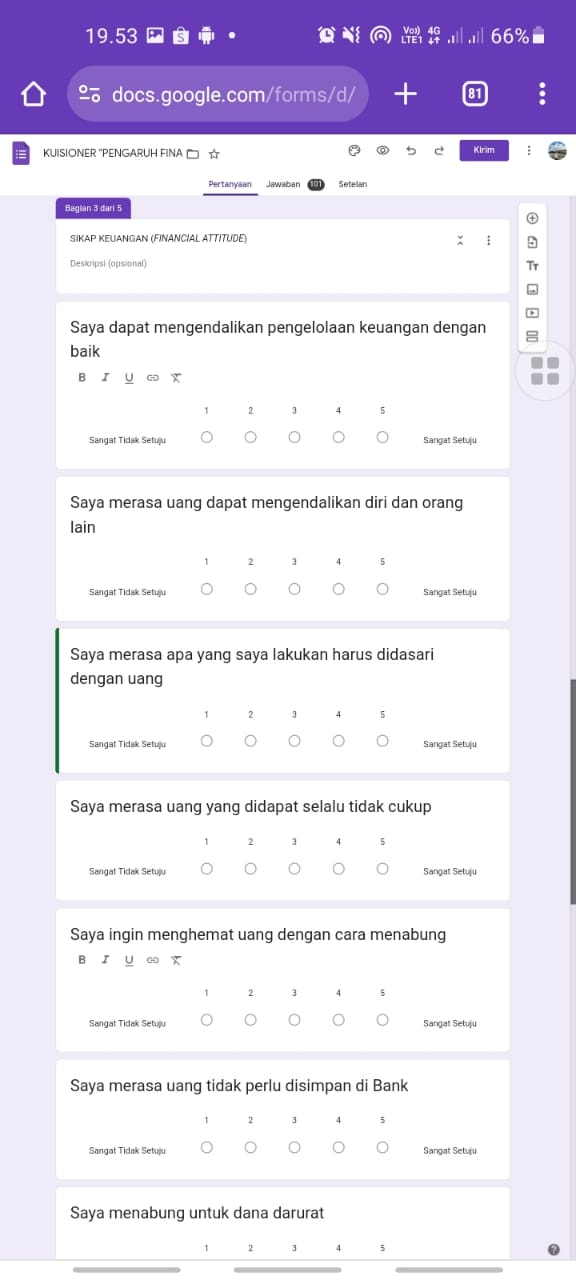 19.53
Vo)) 4G
LTE1
66%
docs.google.com/forms/d/
81
KUISIONER "PENGARUH FINA
Kirim
Pertanyaan Jawaban 101 Setelan
Bagian 3 dari 5
SIKAP KEUANGAN (FINANCIAL ATTITUDE)
Deskripsi (opsional)
Saya dapat mengendalikan pengelolaan keuangan dengan
baik
B I U
1 2 3 4 5
Sangat Tidak Setuju Sangat Setuju
Saya merasa uang dapat mengendalikan diri dan orang
lain
1 2 3 4 5
Sangat Tidak Setuju Sangat Setuju
Saya merasa apa yang saya lakukan harus didasari
dengan uang
1 2 3 4 5
Sangat Tidak Setuju Sangat Setuju
Saya merasa uang yang didapat selalu tidak cukup
1 2 3 4 5
Sangat Tidak Setuju Sangat Setuju
Saya ingin menghemat uang dengan cara menabung
B I U
1 2 3 4 5
Sangat Tidak Setuju Sangat Setuju
Saya merasa uang tidak perlu disimpan di Bank
1 2 3 4 5
Sangat Tidak Setuju Sangat Setuju
Saya menabung untuk dana darurat
1 2 3 4 5